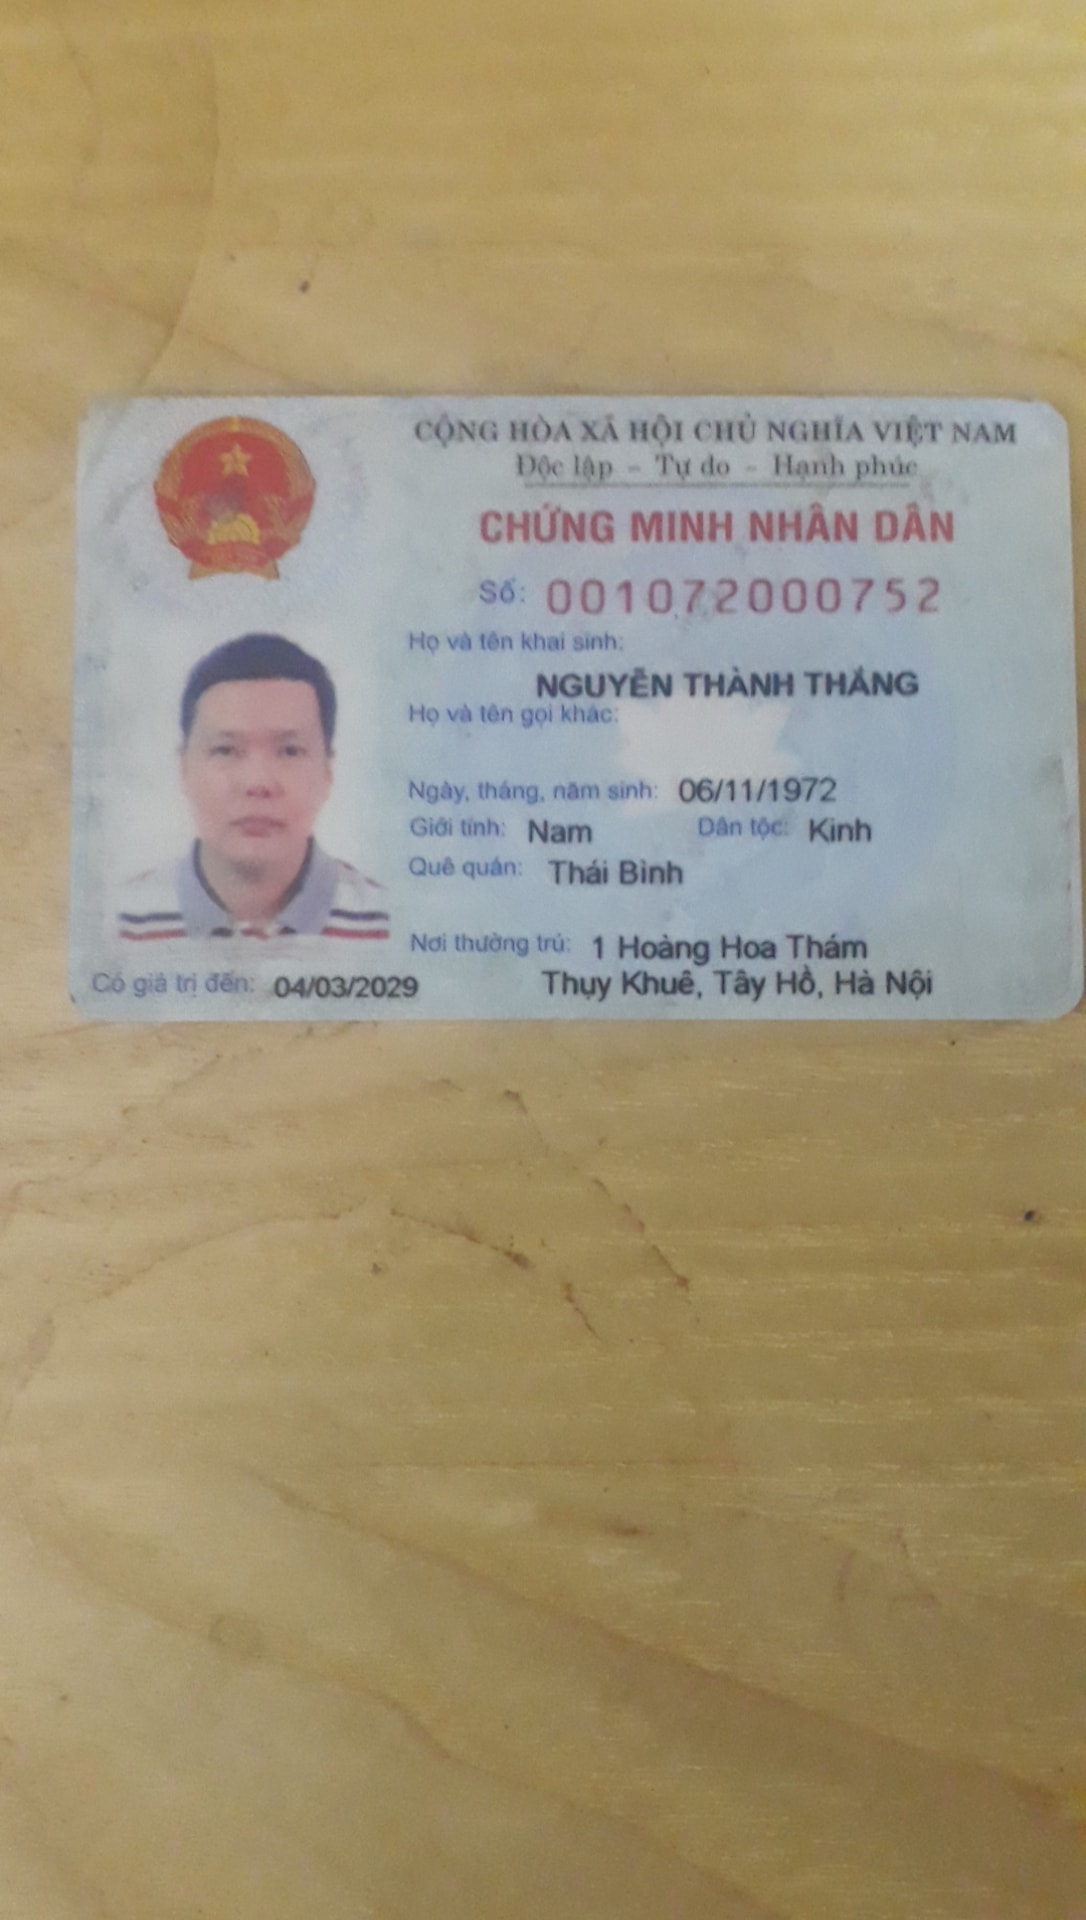 CỘNG HÒA XÃ HỘI CHỦ NGHĨA VIỆT NAM
Độc lập - Tự do - Hạnh phúc
CHỨNG MINH NHÂN DÂN
Số: 001072000752
Họ và tên khai sinh:
NGUYỄN THÀNH THẮNG
Họ và tên gọi khác:
Ngày, tháng, năm sinh: 06/11/1972
Giới tính: Nam Dân tộc: Kinh
Quê quán: Thái Bình
Nơi thường trú: 1 Hoàng Hoa Thám
Thụy Khuê, Tây Hồ, Hà Nội
Có giá trị đến: 04/03/2029